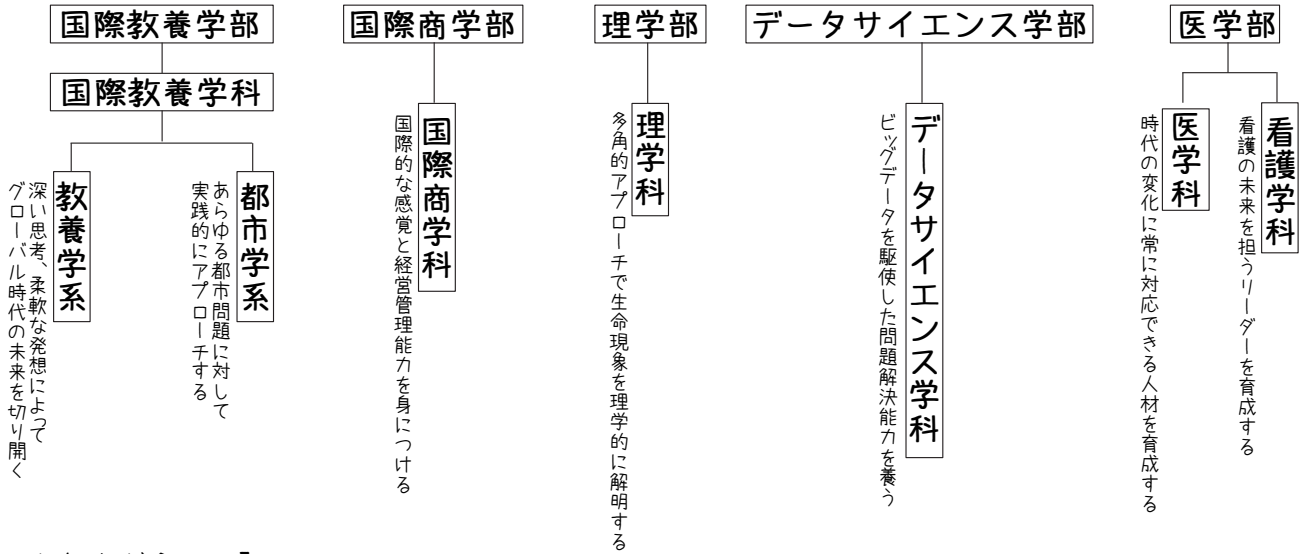 国際教養学部
国際教養学科
教養学系
深い思考、柔軟な発想によって
グローバル時代の未来を切り開く
都市学系
あらゆる都市問題に対して
実践的にアプローチする
国際商学部
国際商学科
国際的な感覚と経営管理能力を身につける
理学部
理学科
多角的アプローチで生命現象を理学的に解明する
データサイエンス学部
データサイエンス学科
ビッグデータを駆使した問題解決能力を養う
医学部
医学科
時代の変化に常に対応できる人材を育成する
看護学科
看護の未来を担うリーダーを育成する